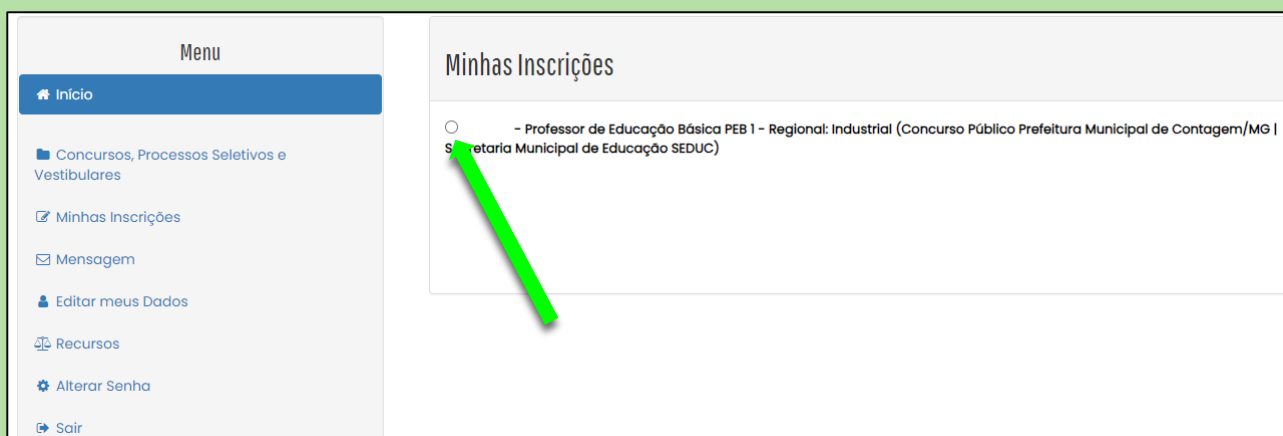 Menu
Início
Concursos, Processos Seletivos e
Vestibulares
Minhas Inscrições
Mensagem
Editar meus Dados
Recursos
Alterar Senha
Sair
Minhas Inscrições
- Professor de Educação Básica PEB 1 - Regional: Industrial (Concurso Público Prefeitura Municipal de Contagem/MG |
Secretaria Municipal de Educação SEDUC)